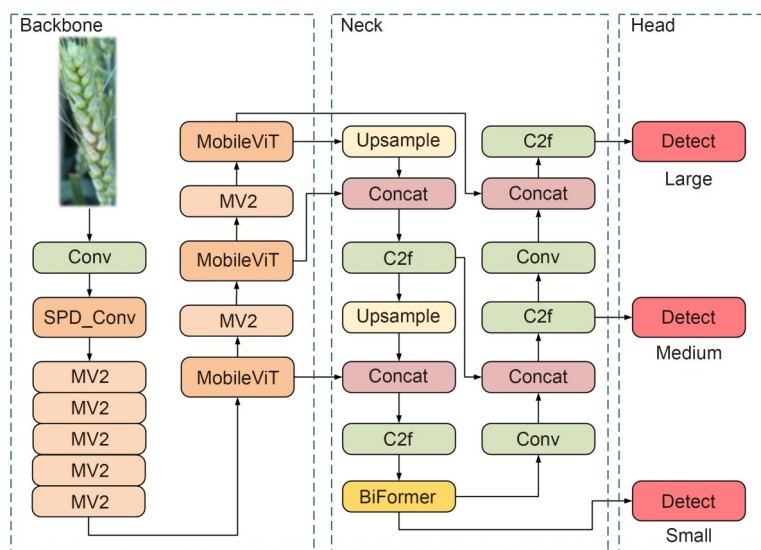 Backbone
Conv
SPD_Conv
MV2
MV2
MV2
MV2
MV2
MobileViT
MV2
MobileViT
MV2
MobileViT
Neck
Upsample
Concat
C2f
Upsample
Concat
C2f
BiFormer
C2f
Concat
Conv
C2f
Concat
Conv
Head
Detect
Large
Detect
Medium
Detect
Small